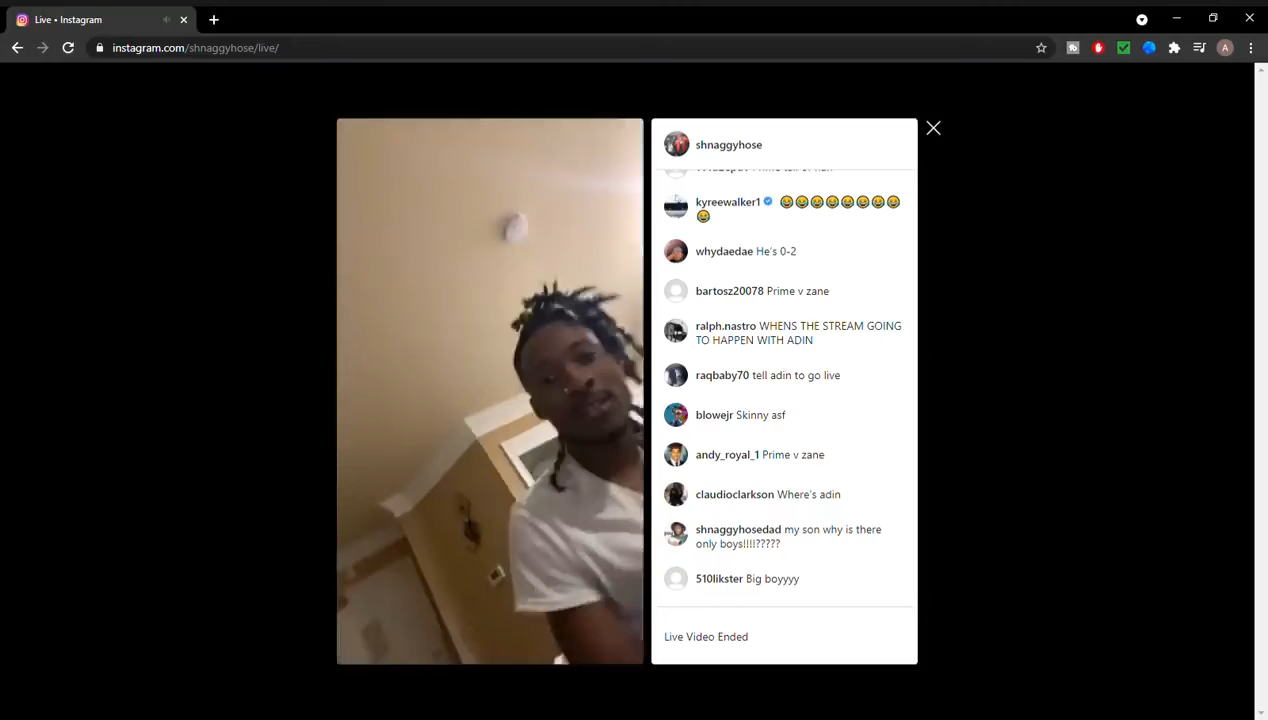 Live • Instagram
instagram.com/shnaggyhose/live/
A
shnaggyhose
kyreewalker1 😂😂😂😂😂😂😂😂
😂
whydaedae He's 0-2
bartosz20078 Prime v zane
ralph.nastro WHENS THE STREAM GOING
TO HAPPEN WITH ADIN
raqbaby70 tell adin to go live
blowejr Skinny asf
andy_royal_1 Prime v zane
claudioclarkson Where's adin
shnaggyhosedad my son why is there
only boys!!!!?????
510likster Big boyyyy
Live Video Ended